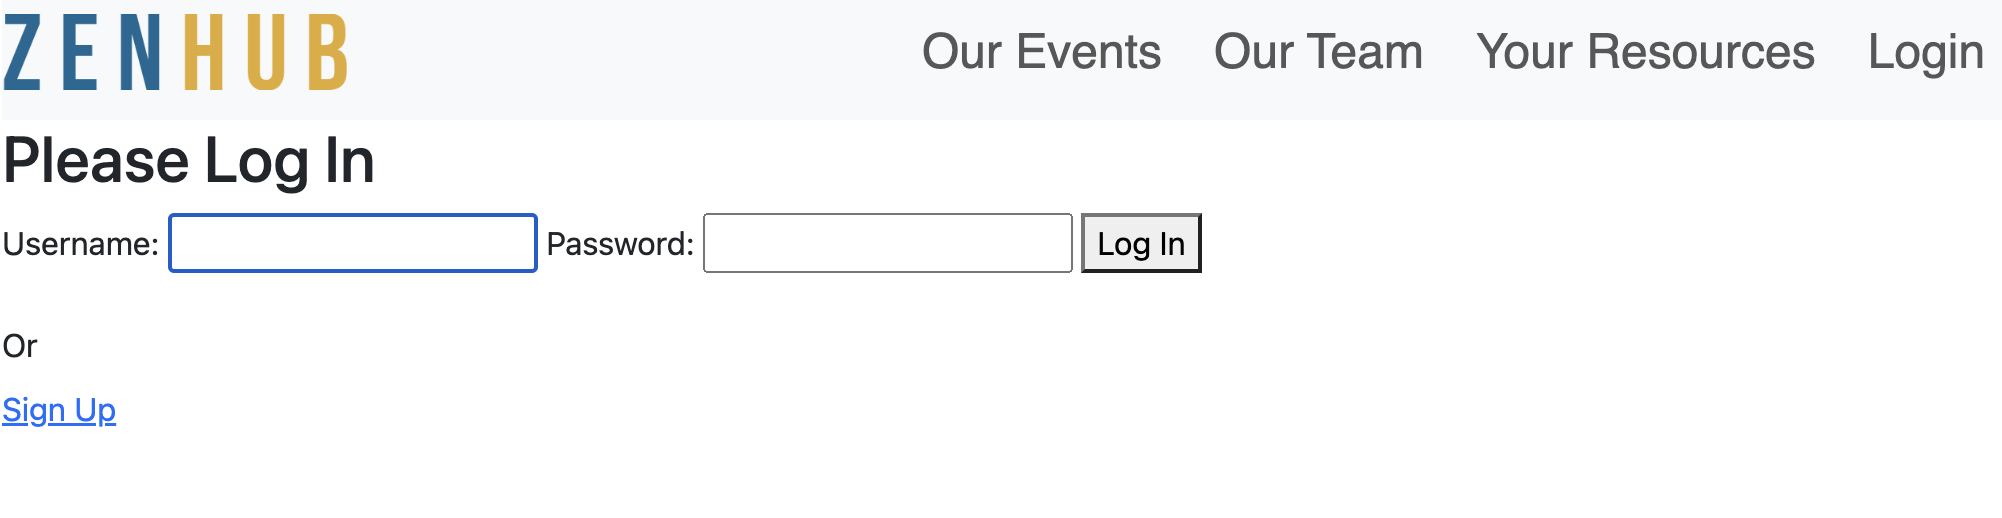 ZENHUB Our Events Our Team Your Resources Login
Please Log In
Username: Password: Log In
Or
Sign Up